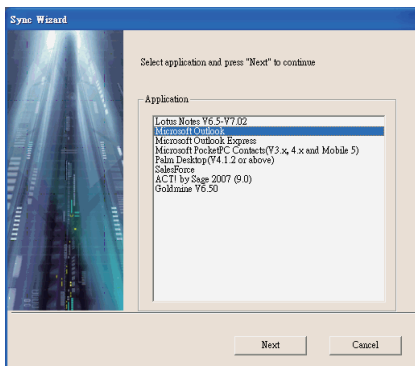 Sync Wizard
Select application and press "Next" to continue
Application
Lotus Notes V6.5-V7.02
Microsoft Outlook
Microsoft Outlook Express
Microsoft PocketPC Contacts(V3.x, 4.x and Mobile 5)
Palm Desktop(V4.1.2 or above)
SalesForce
ACT! by Sage 2007 (9.0)
Goldmine V6.50
Next
Cancel